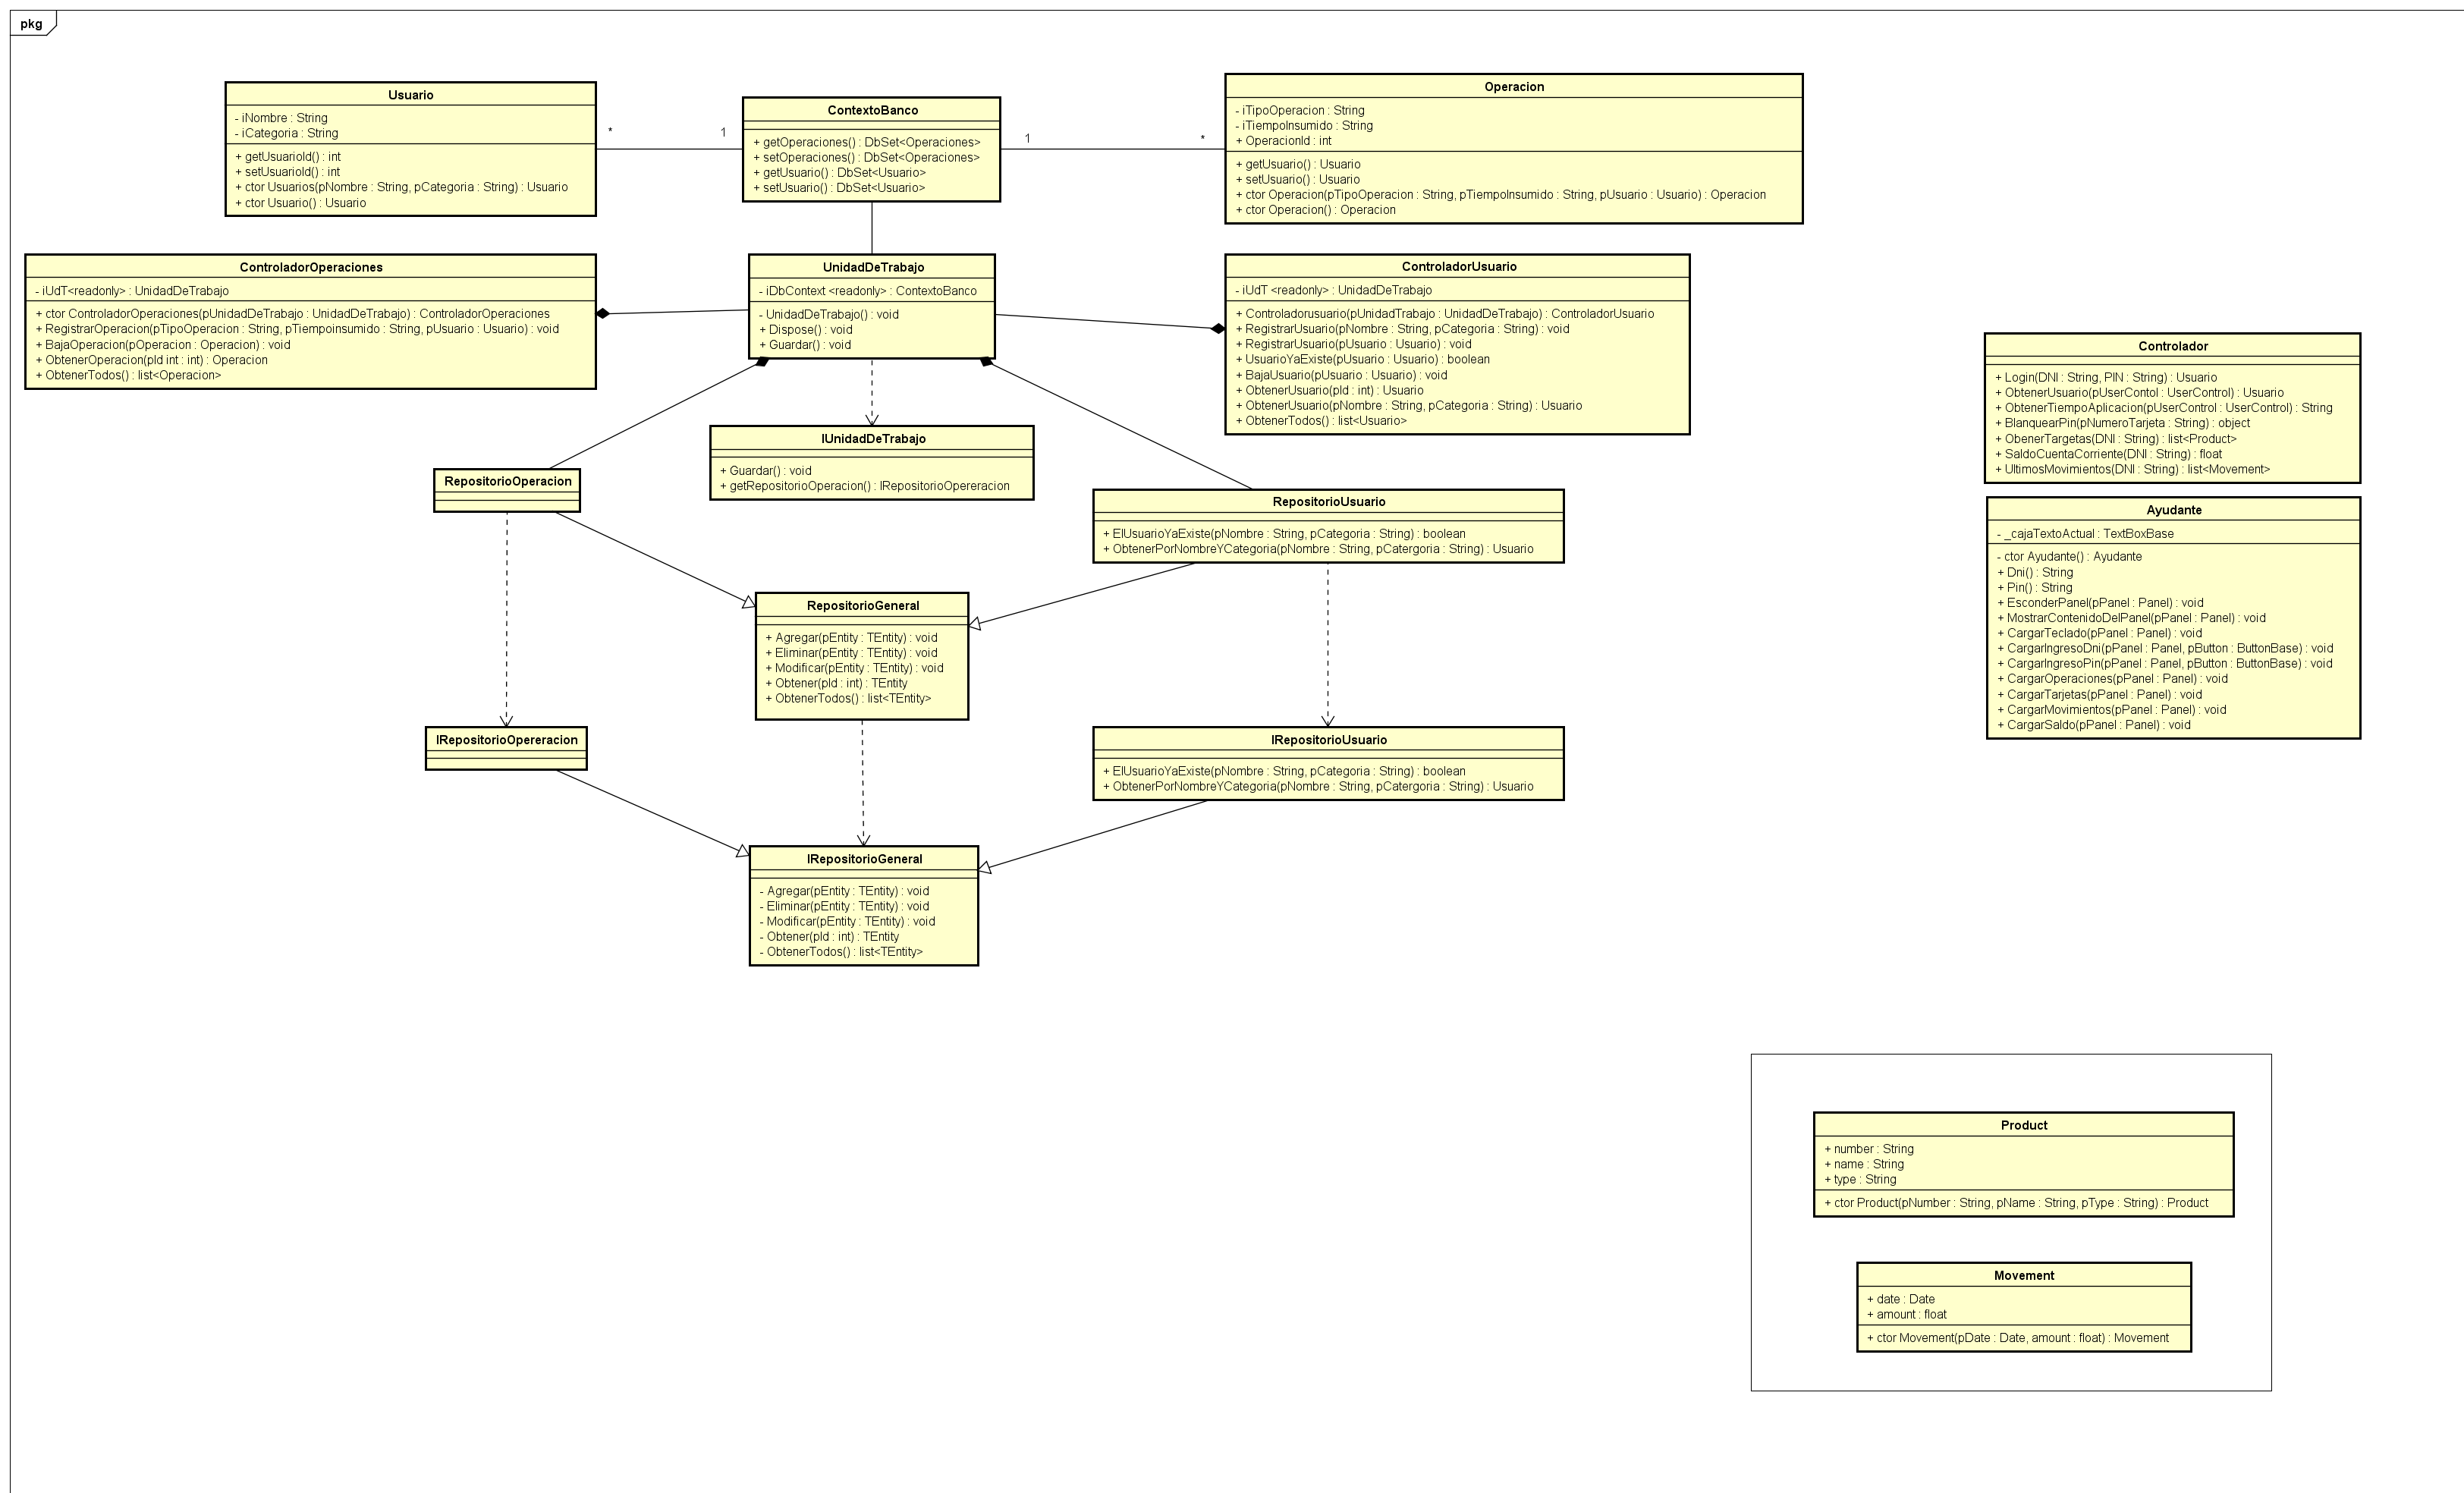 pkg
Usuario
- iNombre : String
- iCategoria : String
+ getUsuarioId() : int
+ setUsuarioId() : int
+ ctor Usuarios(pNombre : String, pCategoria : String) : Usuario
+ ctor Usuario() : Usuario
*
1
ContextoBanco
+ getOperaciones() : DbSet<Operaciones>
+ setOperaciones() : DbSet<Operaciones>
+ getUsuario() : DbSet<Usuario>
+ setUsuario() : DbSet<Usuario>
1
*
Operacion
- iTipoOperacion : String
- iTiempoInsumido : String
+ OperacionId : int
+ getUsuario() : Usuario
+ setUsuario() : Usuario
+ ctor Operacion(pTipoOperacion : String, pTiempoInsumido : String, pUsuario : Usuario) : Operacion
+ ctor Operacion() : Operacion
ControladorOperaciones
- iUdT<readonly> : UnidadDeTrabajo
+ ctor ControladorOperaciones(pUnidadDeTrabajo : UnidadDeTrabajo) : ControladorOperaciones
+ RegistrarOperacion(pTipoOperacion : String, pTiempoinsumido : String, pUsuario : Usuario) : void
+ BajaOperacion(pOperacion : Operacion) : void
+ ObtenerOperacion(pId int : int) : Operacion
+ ObtenerTodos() : list<Operacion>
UnidadDeTrabajo
- iDbContext <readonly> : ContextoBanco
- UnidadDeTrabajo() : void
+ Dispose() : void
+ Guardar() : void
ControladorUsuario
- iUdT <readonly> : UnidadDeTrabajo
+ Controladorusuario(pUnidadTrabajo : UnidadDeTrabajo) : ControladorUsuario
+ RegistrarUsuario(pNombre : String, pCategoria : String) : void
+ RegistrarUsuario(pUsuario : Usuario) : void
+ UsuarioYaExiste(pUsuario : Usuario) : boolean
+ BajaUsuario(pUsuario : Usuario) : void
+ ObtenerUsuario(pId : int) : Usuario
+ ObtenerUsuario(pNombre : String, pCategoria : String) : Usuario
+ ObtenerTodos() : list<Usuario>
Controlador
+ Login(DNI : String, PIN : String) : Usuario
+ ObtenerUsuario(pUserContol : UserControl) : Usuario
+ ObtenerTiempoAplicacion(pUserControl : UserControl) : String
+ BlanquearPin(pNumeroTarjeta : String) : object
+ ObenerTargetas(DNI : String) : list<Product>
+ SaldoCuentaCorriente(DNI : String) : float
+ UltimosMovimientos(DNI : String) : list<Movement>
IUnidadDeTrabajo
+ Guardar() : void
+ getRepositorioOperacion() : IRepositorioOpereracion
RepositorioOperacion
RepositorioUsuario
+ ElUsuarioYaExiste(pNombre : String, pCategoria : String) : boolean
+ ObtenerPorNombreYCategoria(pNombre : String, pCatergoria : String) : Usuario
Ayudante
- _cajaTextoActual : TextBoxBase
- ctor Ayudante() : Ayudante
+ Dni() : String
+ Pin() : String
+ EsconderPanel(pPanel : Panel) : void
+ MostrarContenidoDelPanel(pPanel : Panel) : void
+ CargarTeclado(pPanel : Panel) : void
+ CargarIngresoDni(pPanel : Panel, pButton : ButtonBase) : void
+ CargarIngresoPin(pPanel : Panel, pButton : ButtonBase) : void
+ CargarOperaciones(pPanel : Panel) : void
+ CargarTarjetas(pPanel : Panel) : void
+ CargarMovimientos(pPanel : Panel) : void
+ CargarSaldo(pPanel : Panel) : void
RepositorioGeneral
+ Agregar(pEntity : TEntity) : void
+ Eliminar(pEntity : TEntity) : void
+ Modificar(pEntity : TEntity) : void
+ Obtener(pId : int) : TEntity
+ ObtenerTodos() : list<TEntity>
IRepositorioOpereracion
IRepositorioUsuario
+ ElUsuarioYaExiste(pNombre : String, pCategoria : String) : boolean
+ ObtenerPorNombreYCategoria(pNombre : String, pCatergoria : String) : Usuario
IRepositorioGeneral
- Agregar(pEntity : TEntity) : void
- Eliminar(pEntity : TEntity) : void
- Modificar(pEntity : TEntity) : void
- Obtener(pId : int) : TEntity
- ObtenerTodos() : list<TEntity>
Product
+ number : String
+ name : String
+ type : String
+ ctor Product(pNumber : String, pName : String, pType : String) : Product
Movement
+ date : Date
+ amount : float
+ ctor Movement(pDate : Date, amount : float) : Movement